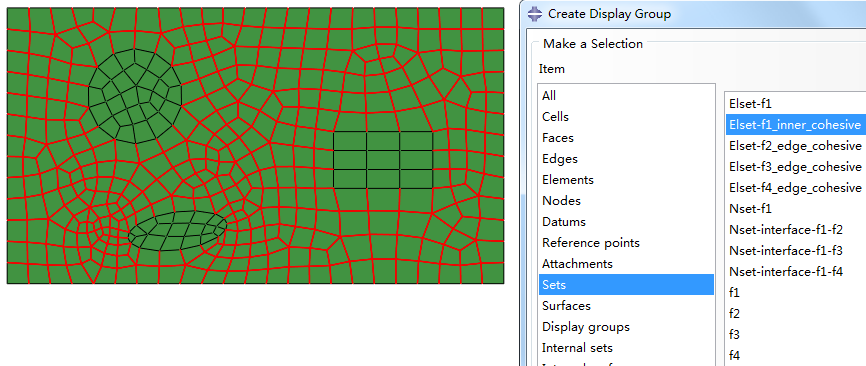 Create Display Group
Make a Selection
Item
All
Cells
Faces
Edges
Elements
Nodes
Datums
Reference points
Attachments
Sets
Surfaces
Display groups
Internal sets
Elset-f1
Elset-f1_inner_cohesive
Elset-f2_edge_cohesive
Elset-f3_edge_cohesive
Elset-f4_edge_cohesive
Nset-f1
Nset-interface-f1-f2
Nset-interface-f1-f3
Nset-interface-f1-f4
f1
f2
f3
f4